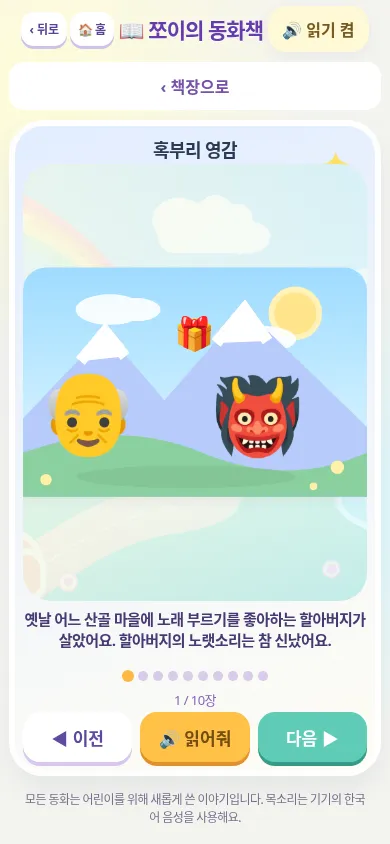 ‹ 뒤로 🏠 홈 📖 쪼이의 동화책 🔊 읽기 켬
‹ 책장으로
혹부리 영감
옛날 어느 산골 마을에 노래 부르기를 좋아하는 할아버지가
살았어요. 할아버지의 노랫소리는 참 신났어요.
1 / 10장
◀ 이전 🔊 읽어줘 다음 ▶
모든 동화는 어린이를 위해 새롭게 쓴 이야기입니다. 목소리는 기기의 한국
어 음성을 사용해요.